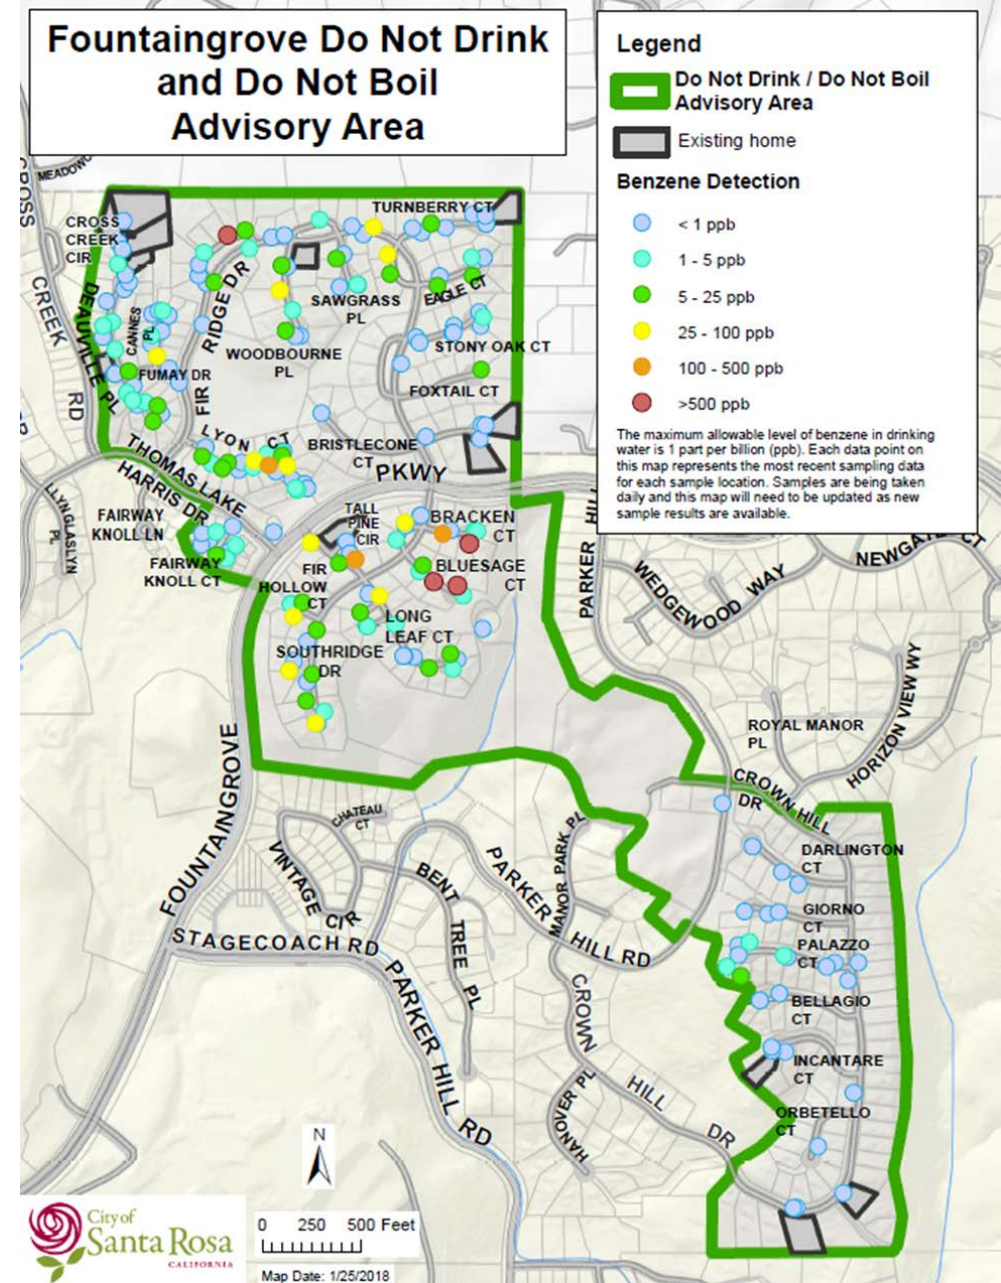 Fountaingrove Do Not Drink
and Do Not Boil
Advisory Area
Legend
Do Not Drink / Do Not Boil
Advisory Area
Existing home
Benzene Detection
< 1 ppb
1 - 5 ppb
5 - 25 ppb
25 - 100 ppb
100 - 500 ppb
>500 ppb
The maximum allowable level of benzene in drinking
water is 1 part per billion (ppb). Each data point on
this map represents the most recent sampling data
for each sample location. Samples are being taken
daily and this map will need to be updated as new
sample results are available.
CROSS
CREEK
RD
CROSS
CREEK
CIR
TURNBERRY CT
DEAUVILLE PL
CANNES
PL
RIDGE DR
FIR
SAWGRASS
PL
EAGLE CT
WOODBOURNE
PL
STONY OAK CT
FUMAY DR
FOXTAIL CT
LYON CT
BRISTLECONE
CT
PKWY
THOMAS LAKE
HARRIS DR
LLYNGLASLYN
PL
FAIRWAY
KNOLL LN
FAIRWAY
KNOLL CT
TALL
PINE
CIR
BRACKEN
CT
FIR
HOLLOW
CT
BLUESAGE
CT
LONG
LEAF CT
SOUTHRIDGE
DR
PARKER HILL
WEDGEWOOD WAY
ROYAL MANOR
PL
HORIZON VIEW WY
FOUNTAINGROVE
CROWN HILL
DR
CHATEAU
CT
VINTAGE CIR
BENT
TREE PL
PARKER
HILL RD
MANOR PARK PL
DARLINGTON
CT
GIORNO
CT
PALAZZO
CT
STAGECOACH RD
PARKER HILL
RD
CROWN
HILL
DR
BELLAGIO
CT
INCANTARE
CT
HANOVER PL
ORBETELLO
CT
N
City of
Santa Rosa
CALIFORNIA
0 250 500 Feet
Map Date: 1/25/2018